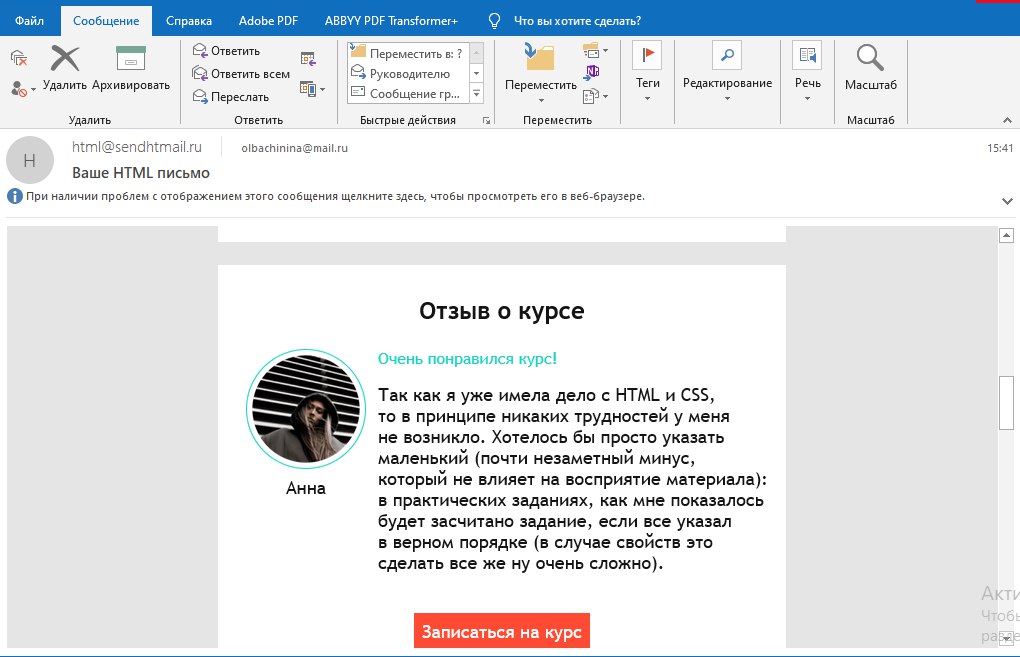 Файл Сообщение Справка Adobe PDF ABBYY PDF Transformer+ Что вы хотите сделать?
Удалить Архивировать
Ответить
Ответить всем
Переслать
Переместить в: ?
Руководителю
Сообщение гр...
Переместить
Теги
Редактирование
Речь
Масштаб
Удалить Ответить Быстрые действия Переместить Масштаб
H
html@sendhtmail.ru olbachinina@mail.ru 15:41
Ваше HTML письмо
При наличии проблем с отображением этого сообщения щелкните здесь, чтобы просмотреть его в веб-браузере.
Отзыв о курсе
Очень понравился курс!
Так как я уже имела дело с HTML и CSS,
то в принципе никаких трудностей у меня
не возникло. Хотелось бы просто указать
маленький (почти незаметный минус,
который не влияет на восприятие материала):
в практических заданиях, как мне показалось
будет засчитано задание, если все указал
в верном порядке (в случае свойств это
сделать все же ну очень сложно).
Анна
Записаться на курс
Акти
Чтобы
разде